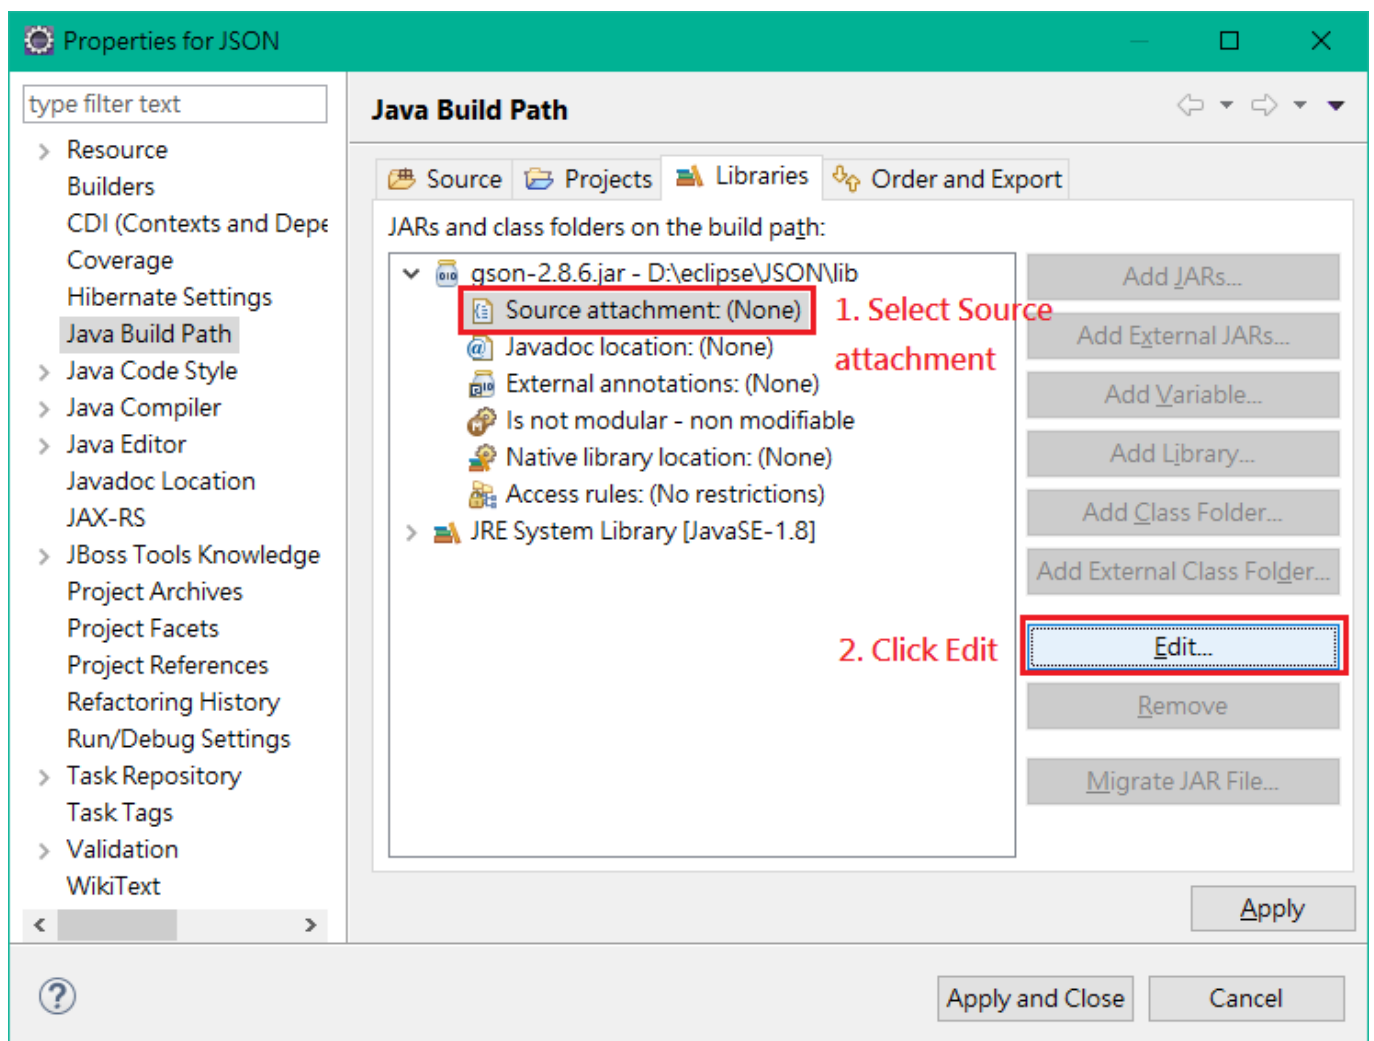 Properties for JSON
type filter text
Resource
Builders
CDI (Contexts and Depe
Coverage
Hibernate Settings
Java Build Path
Java Code Style
Java Compiler
Java Editor
Javadoc Location
JAX-RS
JBoss Tools Knowledge
Project Archives
Project Facets
Project References
Refactoring History
Run/Debug Settings
Task Repository
Task Tags
Validation
WikiText
Java Build Path
Source Projects Libraries Order and Export
JARs and class folders on the build path:
gson-2.8.6.jar - D:\eclipse\JSON\lib
Source attachment: (None)
Javadoc location: (None)
External annotations: (None)
Is not modular - non modifiable
Native library location: (None)
Access rules: (No restrictions)
JRE System Library [JavaSE-1.8]
1. Select Source
attachment
2. Click Edit
Add JARs...
Add External JARs...
Add Variable...
Add Library...
Add Class Folder...
Add External Class Folder...
Edit...
Remove
Migrate JAR File...
Apply
Apply and Close
Cancel